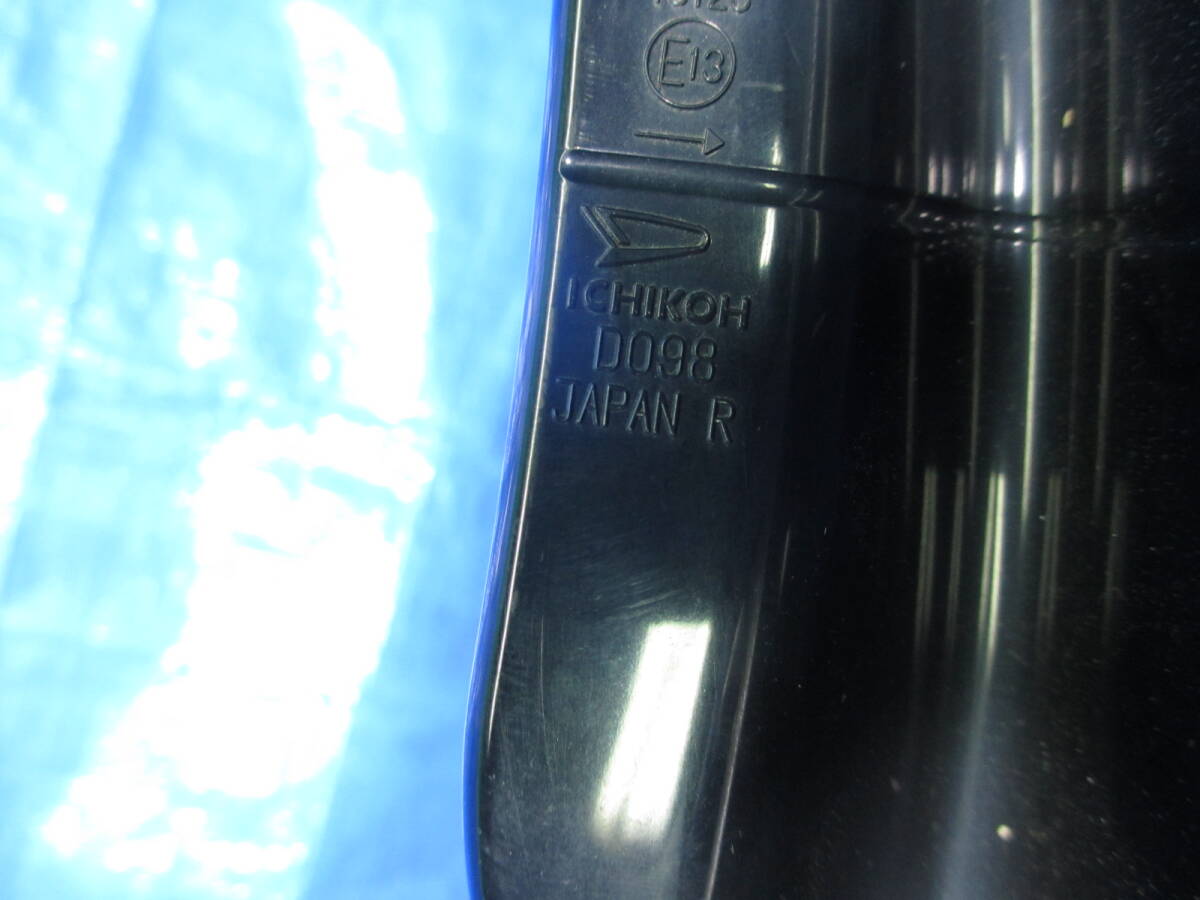 E13
ICHIKOH
D098
JAPAN R